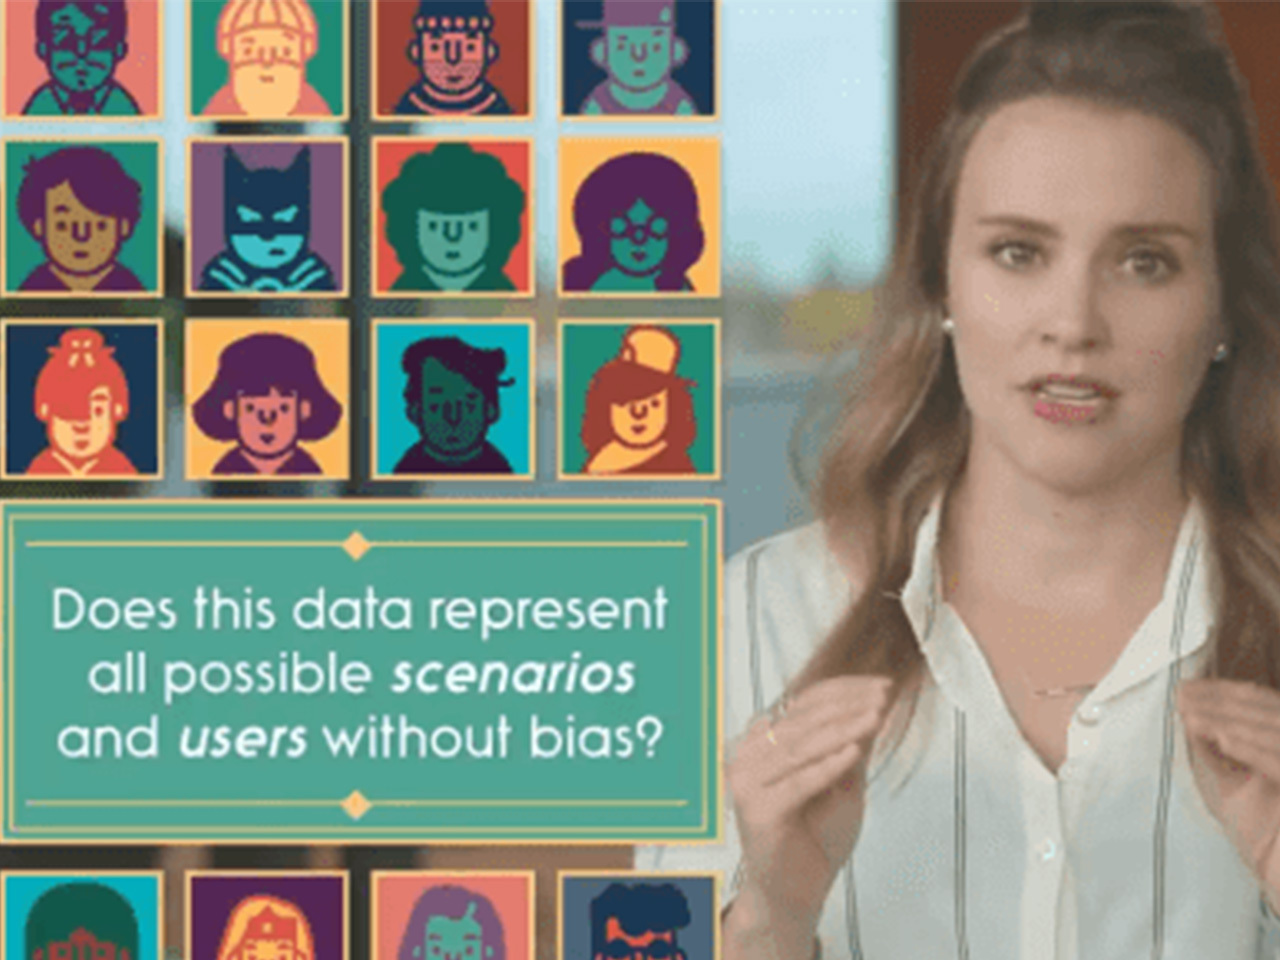 Does this data represent
all possible scenarios
and users without bias?